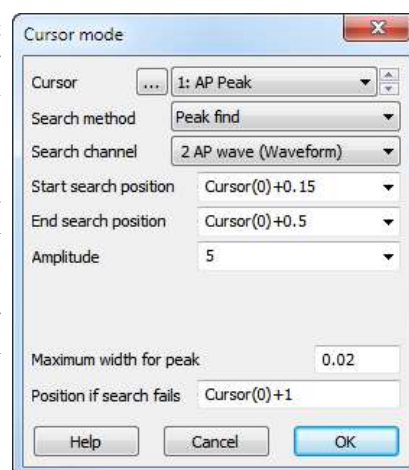 Cursor mode
Cursor ... 1: AP Peak
Search method Peak find
Search channel 2 AP wave (Waveform)
Start search position Cursor(0)+0.15
End search position Cursor(0)+0.5
Amplitude 5
Maximum width for peak 0.02
Position if search fails Cursor(0)+1
Help Cancel OK